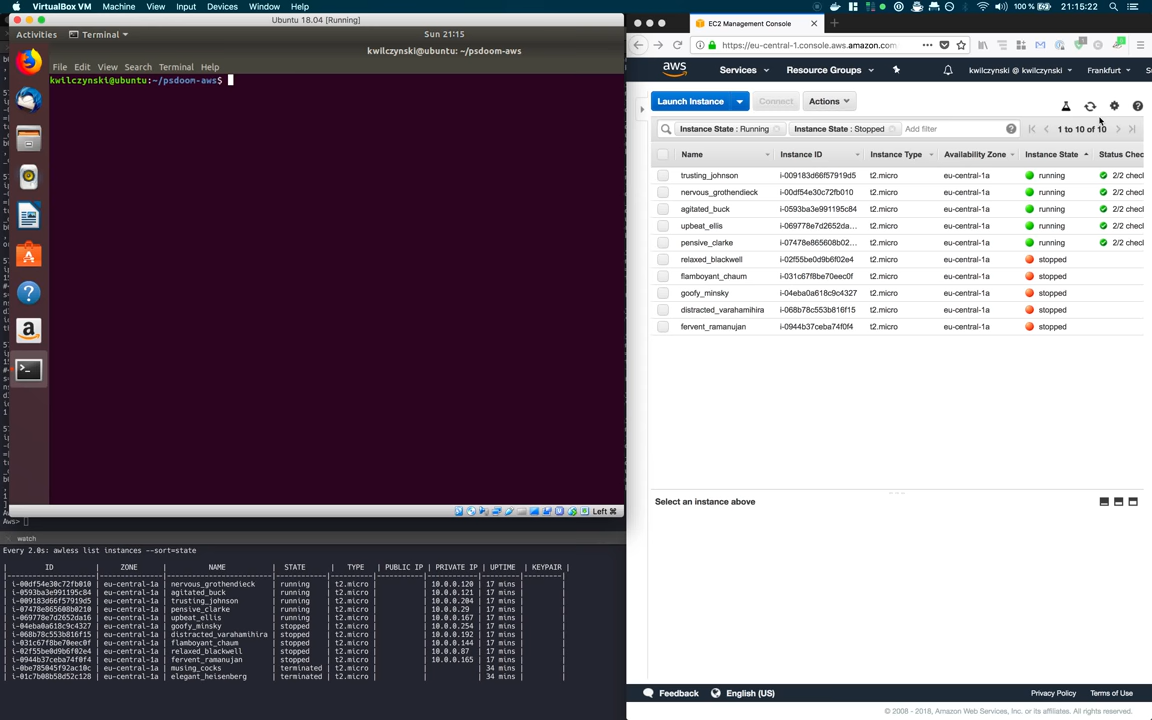 VirtualBox VM Machine View Input Devices Window Help 100 % 21:15:22
Ubuntu 18.04 [Running]
Activities Terminal Sun 21:15
kwilczynski@ubuntu: ~/psdoom-aws
File Edit View Search Terminal Help
kwilczynski@ubuntu:~/psdoom-aws$
Aws>
watch
Every 2.0s: awless list instances --sort=state
| ID | ZONE | NAME | STATE | TYPE | PUBLIC IP | PRIVATE IP | UPTIME | KEYPAIR |
| i-00df54e30c72fb010 | eu-central-1a | nervous_grothendieck | running | t2.micro | | 10.0.0.120 | 17 mins | |
| i-0593ba3e991195c84 | eu-central-1a | agitated_buck | running | t2.micro | | 10.0.0.121 | 17 mins | |
| i-009183d66f57919d5 | eu-central-1a | trusting_johnson | running | t2.micro | | 10.0.0.204 | 17 mins | |
| i-07478e865608b0210 | eu-central-1a | pensive_clarke | running | t2.micro | | 10.0.0.29 | 17 mins | |
| i-069778e7d2652da16 | eu-central-1a | upbeat_ellis | running | t2.micro | | 10.0.0.167 | 17 mins | |
| i-04eba0a618c9c4327 | eu-central-1a | goofy_minsky | stopped | t2.micro | | 10.0.0.254 | 17 mins | |
| i-068b78c553b816f15 | eu-central-1a | distracted_varahamihira | stopped | t2.micro | | 10.0.0.192 | 17 mins | |
| i-031c67f8be70eec0f | eu-central-1a | flamboyant_chaum | stopped | t2.micro | | 10.0.0.144 | 17 mins | |
| i-02f55be0d9b6f02e4 | eu-central-1a | relaxed_blackwell | stopped | t2.micro | | 10.0.0.87 | 17 mins | |
| i-0944b37ceba74f0f4 | eu-central-1a | fervent_ramanujan | stopped | t2.micro | | 10.0.0.165 | 17 mins | |
| i-0be785045f92ac10c | eu-central-1a | musing_cocks | terminated | t2.micro | | | 34 mins | |
| i-01c7b08b58d52c128 | eu-central-1a | elegant_heisenberg | terminated | t2.micro | | | 34 mins | |
Left ⌘
EC2 Management Console
https://eu-central-1.console.aws.amazon.com
aws Services Resource Groups kwilczynski @ kwilczynski Frankfurt
Launch Instance Connect Actions
Instance State : Running Instance State : Stopped Add filter 1 to 10 of 10
Name Instance ID Instance Type Availability Zone Instance State Status Chec
trusting_johnson i-009183d66f57919d5 t2.micro eu-central-1a running 2/2 checl
nervous_grothendieck i-00df54e30c72fb010 t2.micro eu-central-1a running 2/2 checl
agitated_buck i-0593ba3e991195c84 t2.micro eu-central-1a running 2/2 checl
upbeat_ellis i-069778e7d2652da... t2.micro eu-central-1a running 2/2 checl
pensive_clarke i-07478e865608b02... t2.micro eu-central-1a running 2/2 checl
relaxed_blackwell i-02f55be0d9b6f02e4 t2.micro eu-central-1a stopped
flamboyant_chaum i-031c67f8be70eec0f t2.micro eu-central-1a stopped
goofy_minsky i-04eba0a618c9c4327 t2.micro eu-central-1a stopped
distracted_varahamihira i-068b78c553b816f15 t2.micro eu-central-1a stopped
fervent_ramanujan i-0944b37ceba74f0f4 t2.micro eu-central-1a stopped
Select an instance above
Feedback English (US) Privacy Policy Terms of Use
© 2008 - 2018, Amazon Web Services, Inc. or its affiliates. All rights reserved.